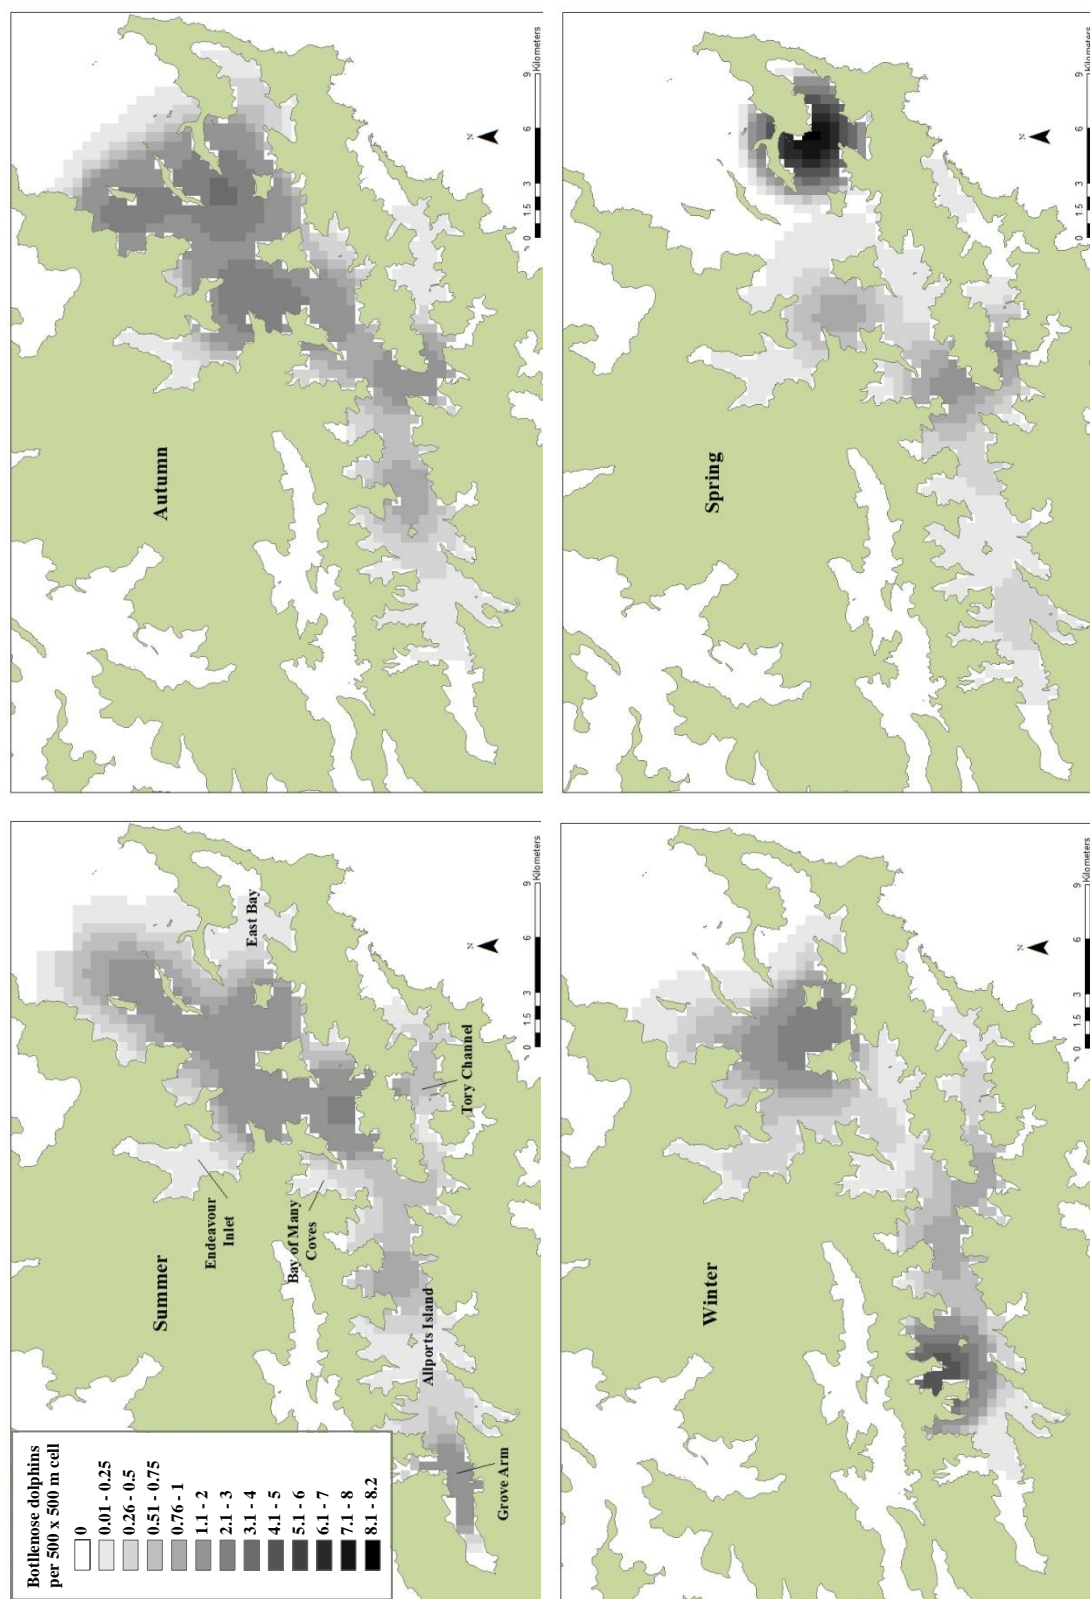 Botllenose dolphins
per 500 x 500 m cell
0
0.01 - 0.25
0.26 - 0.5
0.51 - 0.75
0.76 - 1
1.1 - 2
2.1 - 3
3.1 - 4
4.1 - 5
5.1 - 6
6.1 - 7
7.1 - 8
8.1 - 8.2
Summer
Endeavour
Inlet
Bay of Many
Coves
East Bay
Allports Island
Tory Channel
Grove Arm
N
0 1.5 3 6 9
Kilometers
Autumn
N
0 1.5 3 6 9
Kilometers
Winter
N
0 1.5 3 6 9
Kilometers
Spring
N
0 1.5 3 6 9
Kilometers